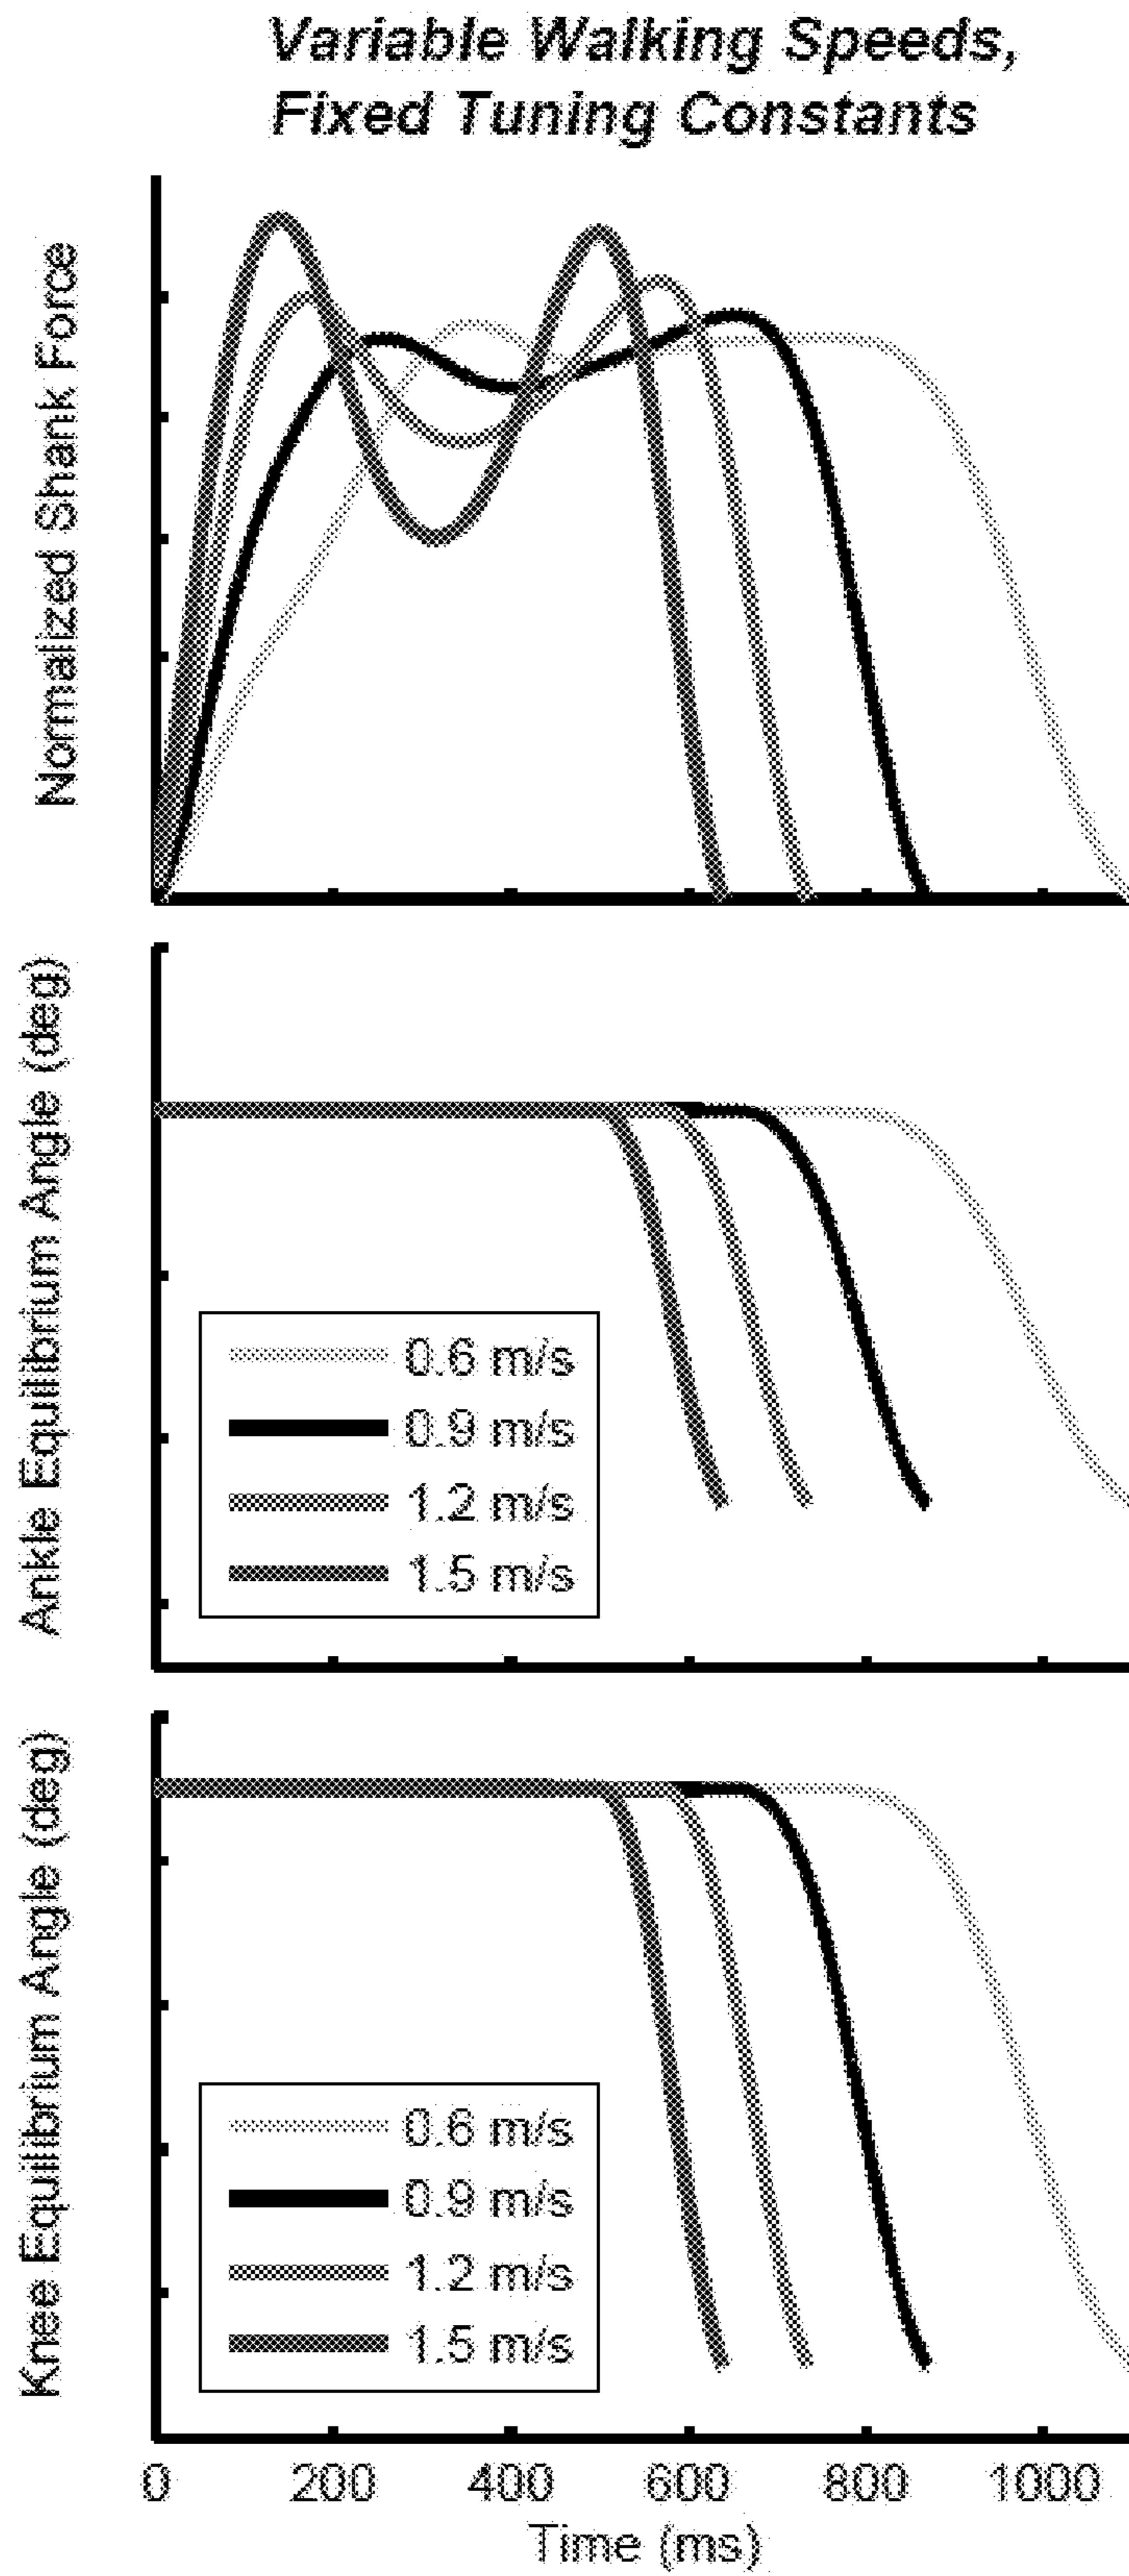 Variable Walking Speeds,
Fixed Tuning Constants
Normalized Shank Force
Ankle Equilibrium Angle (deg)
0.6 m/s
0.9 m/s
1.2 m/s
1.5 m/s
Knee Equilibrium Angle (deg)
0.6 m/s
0.9 m/s
1.2 m/s
1.5 m/s
0 200 400 600 800 1000
Time (ms)